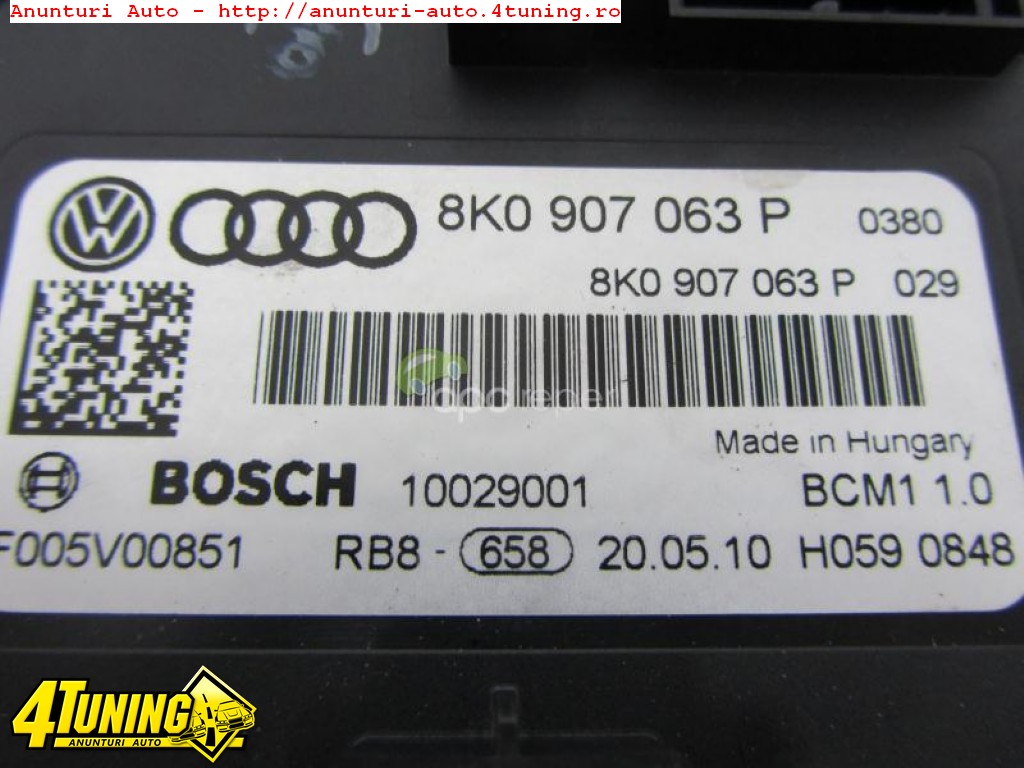 Anunturi Auto - http://anunturi-auto.4tuning.ro
8K0 907 063 P 0380
8K0 907 063 P 029
Made in Hungary
BOSCH 10029001 BCM1 1.0
F005V00851 RB8 - 658 20.05.10 H059 0848
4TUNING
ANUNTURI AUTO